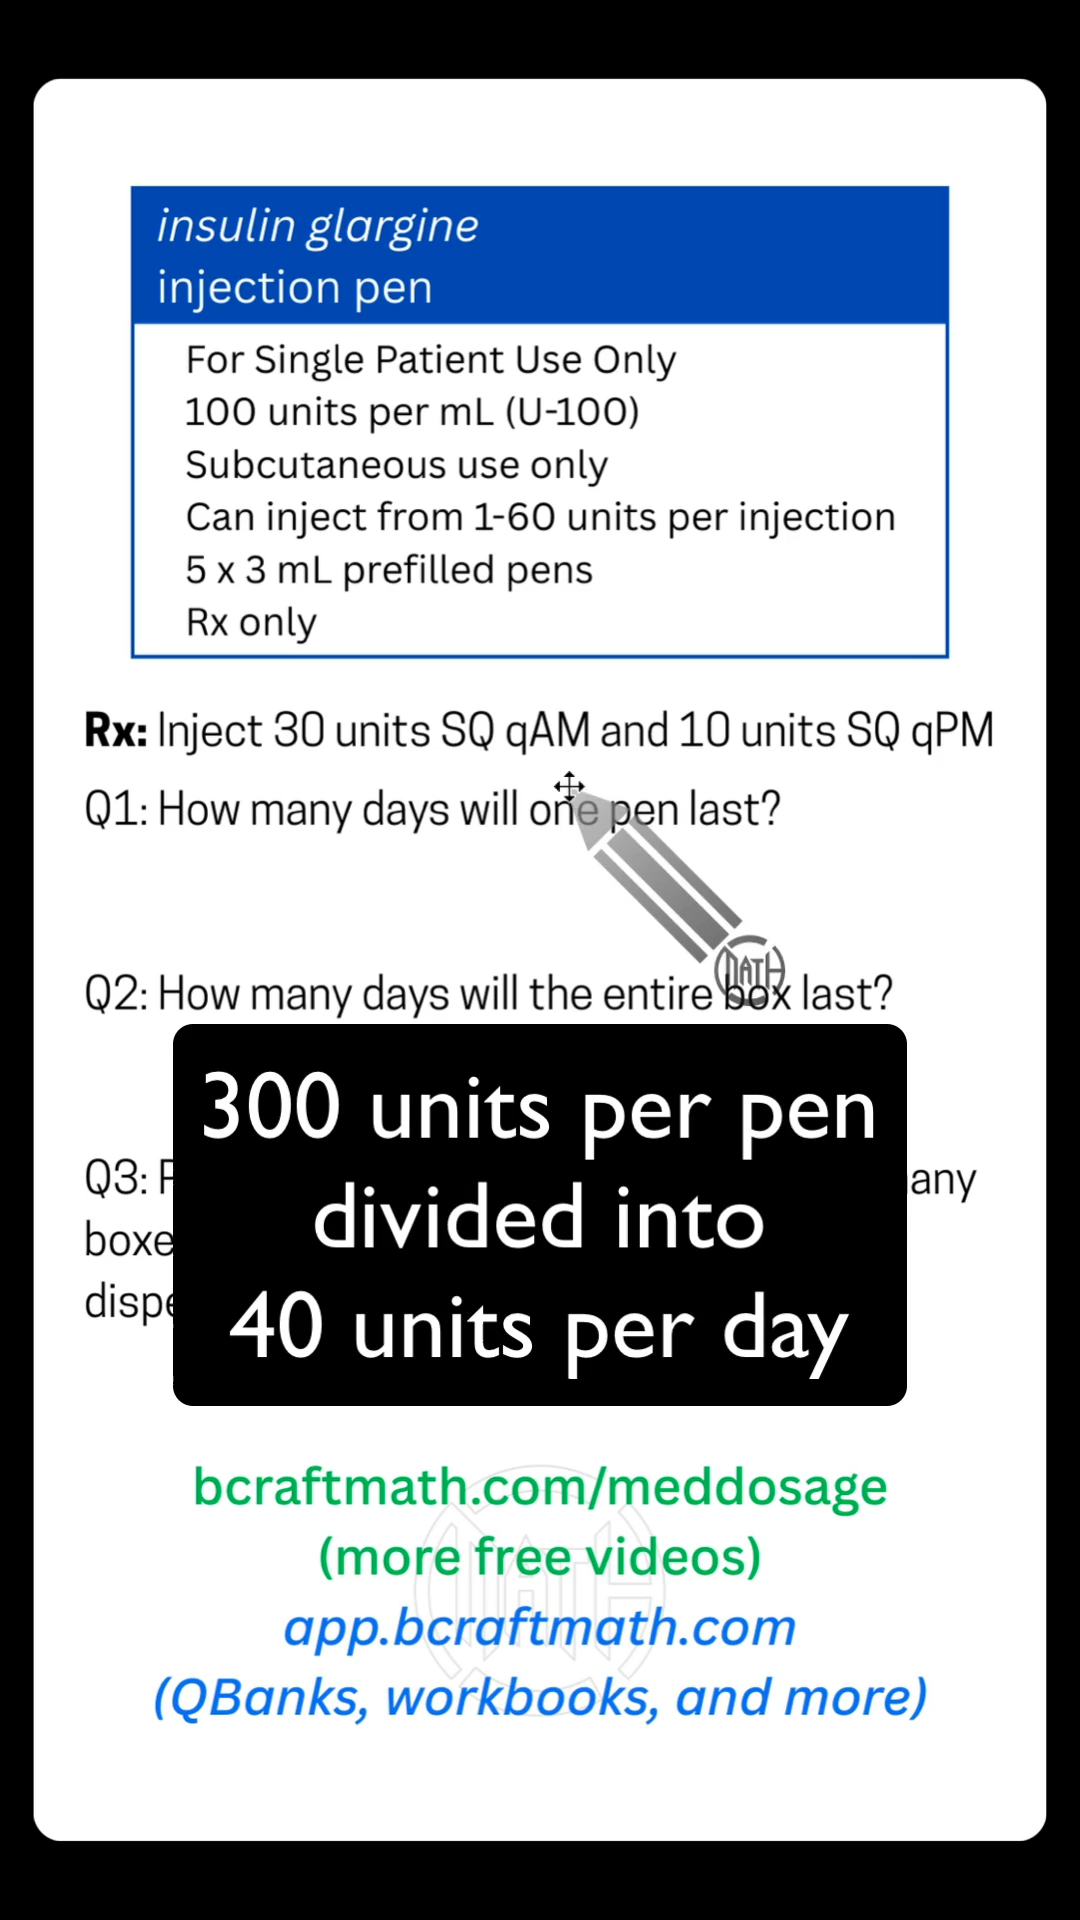 insulin glargine
injection pen
For Single Patient Use Only
100 units per mL (U-100)
Subcutaneous use only
Can inject from 1-60 units per injection
5 x 3 mL prefilled pens
Rx only
Rx: Inject 30 units SQ qAM and 10 units SQ qPM
Q1: How many days will one pen last?
MATH
Q2: How many days will the entire box last?
300 units per pen
divided into
40 units per day
Q3: any
bcraftmath.com/meddosage
(more free videos)
app.bcraftmath.com
(QBanks, workbooks, and more)
MATH